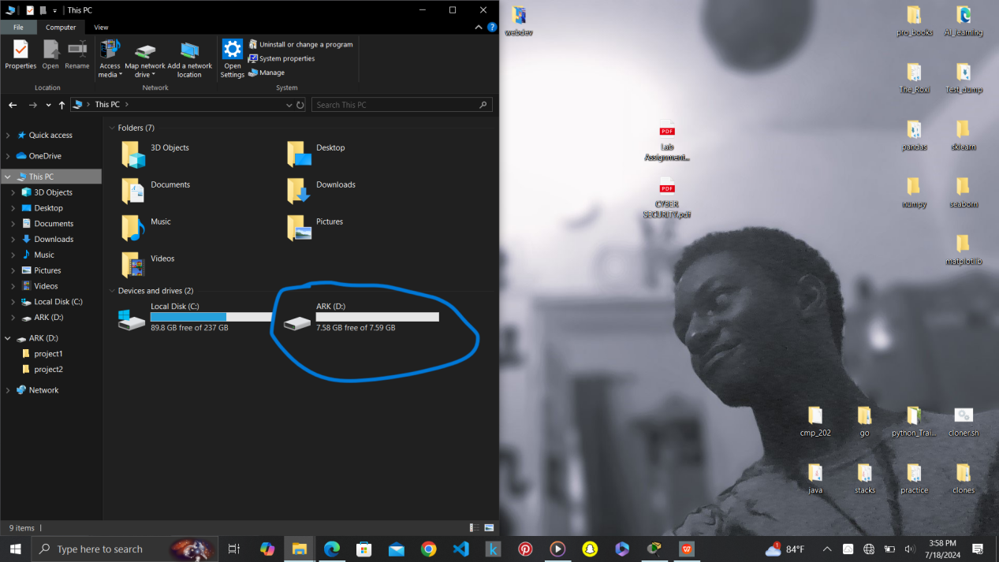 This PC
File
Computer
View
Properties
Open
Rename
Access media
Map network drive
Add a network location
Open Settings
Uninstall or change a program
System properties
Manage
Location
Network
System
This PC
Search This PC
Quick access
OneDrive
This PC
3D Objects
Desktop
Documents
Downloads
Music
Pictures
Videos
Local Disk (C:)
ARK (D:)
ARK (D:)
project1
project2
Network
Folders (7)
3D Objects
Desktop
Documents
Downloads
Music
Pictures
Videos
Devices and drives (2)
Local Disk (C:)
89.8 GB free of 237 GB
ARK (D:)
7.58 GB free of 7.59 GB
9 items
webdev
pro_books
AI_learning
The_Roxi
Test_dump
PDF
Lab
Assignment...
pandas
sklearn
PDF
CYBER
SECURITY.pdf
numpy
seaborn
matplotlib
cmp_202
go
python_Trai...
cloner.sh
java
stacks
practice
clones
Type here to search
1
84°F
3:58 PM
7/18/2024